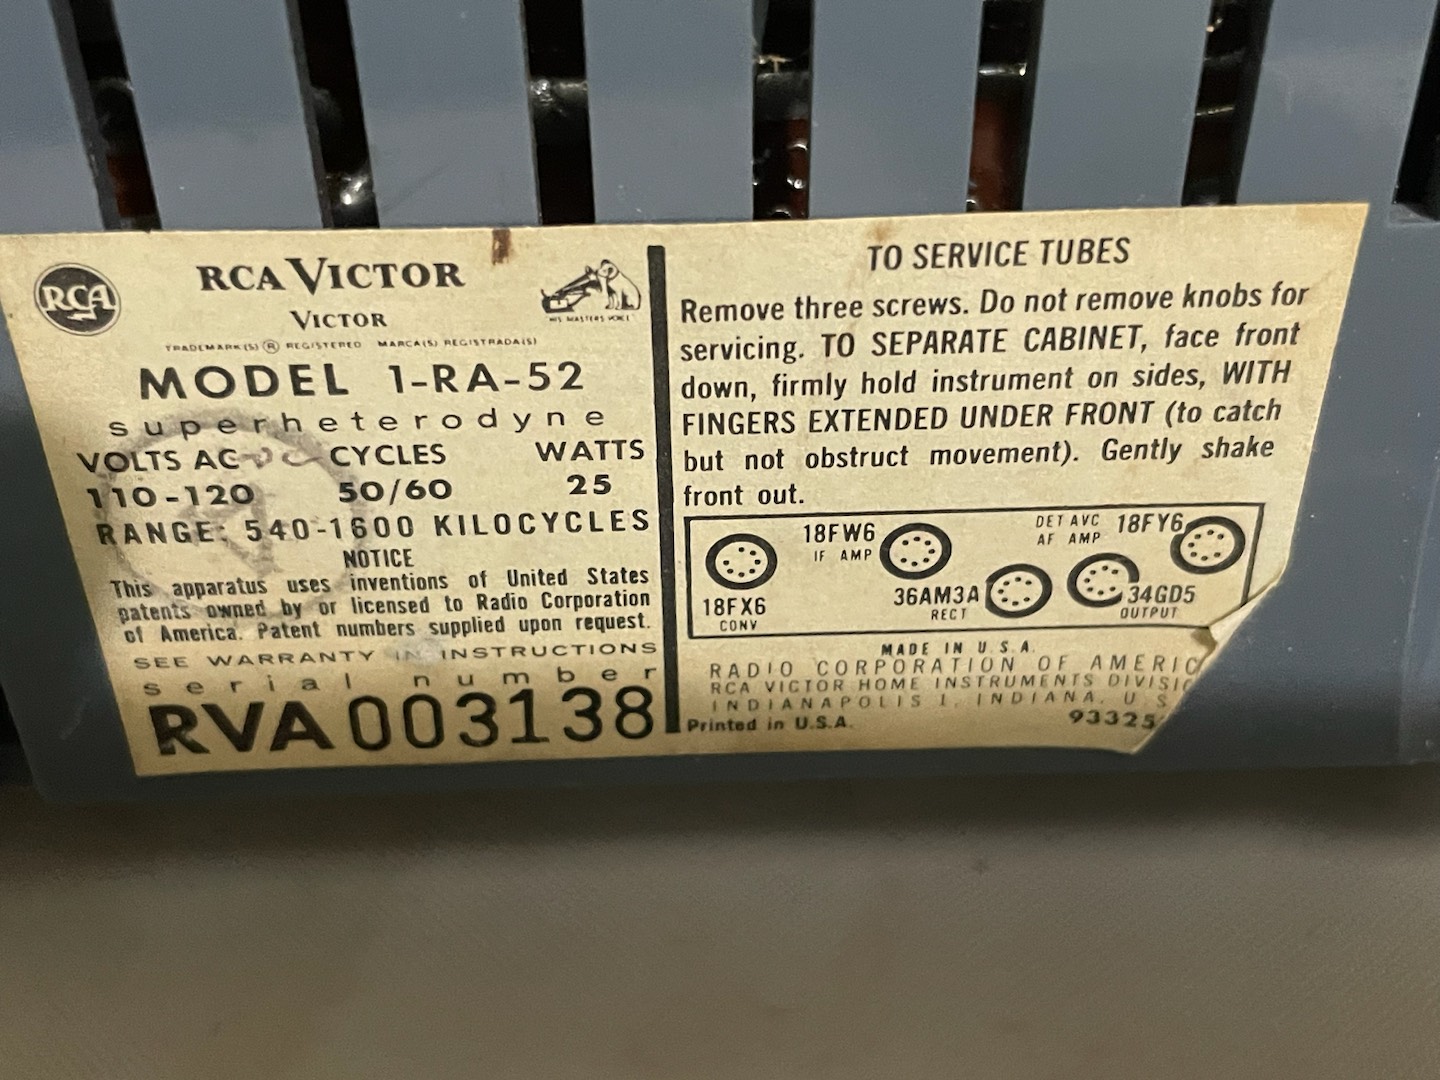 RCA
RCA VICTOR
VICTOR
TRADEMARK(S) ® REGISTERED MARCA(S) REGISTRADA(S)
HIS MASTERS VOICE
MODEL 1-RA-52
superheterodyne
VOLTS AC CYCLES WATTS
110-120 50/60 25
RANGE: 540-1600 KILOCYCLES
NOTICE
This apparatus uses inventions of United States
patents owned by or licensed to Radio Corporation
of America. Patent numbers supplied upon request.
SEE WARRANTY IN INSTRUCTIONS
serial number
RVA 003138
TO SERVICE TUBES
Remove three screws. Do not remove knobs for
servicing. TO SEPARATE CABINET, face front
down, firmly hold instrument on sides, WITH
FINGERS EXTENDED UNDER FRONT (to catch
but not obstruct movement). Gently shake
front out.
18FX6
CONV
18FW6
IF AMP
36AM3A
RECT
DET AVC
AF AMP
18FY6
34GD5
OUTPUT
MADE IN U.S.A.
RADIO CORPORATION OF AMERIC
RCA VICTOR HOME INSTRUMENTS DIVISI
INDIANAPOLIS 1, INDIANA, U.S.
Printed in U.S.A. 93325